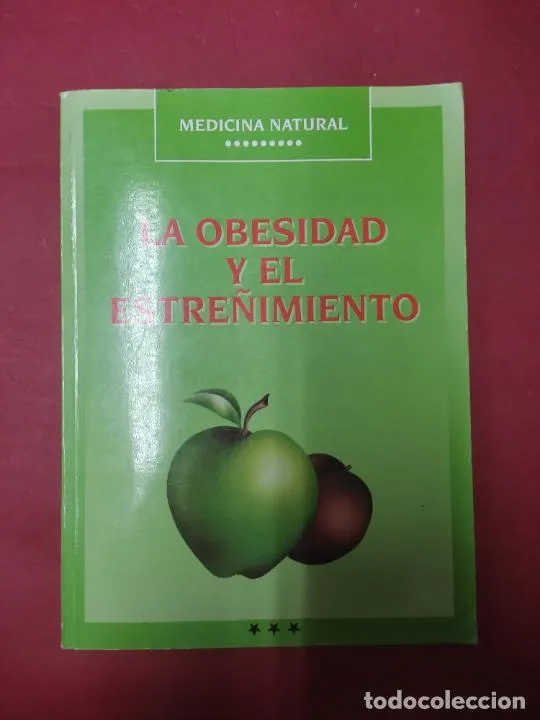 MEDICINA NATURAL
LA OBESIDAD
Y EL
ESTREÑIMIENTO
todocoleccion